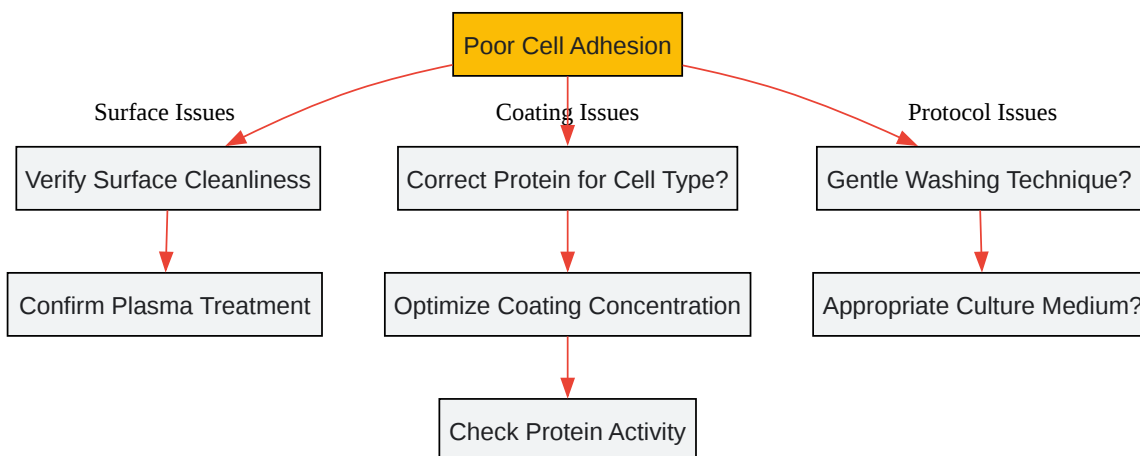 Poor Cell Adhesion
Surface Issues
Coating Issues
Protocol Issues
Verify Surface Cleanliness
Correct Protein for Cell Type?
Gentle Washing Technique?
Confirm Plasma Treatment
Optimize Coating Concentration
Appropriate Culture Medium?
Check Protein Activity